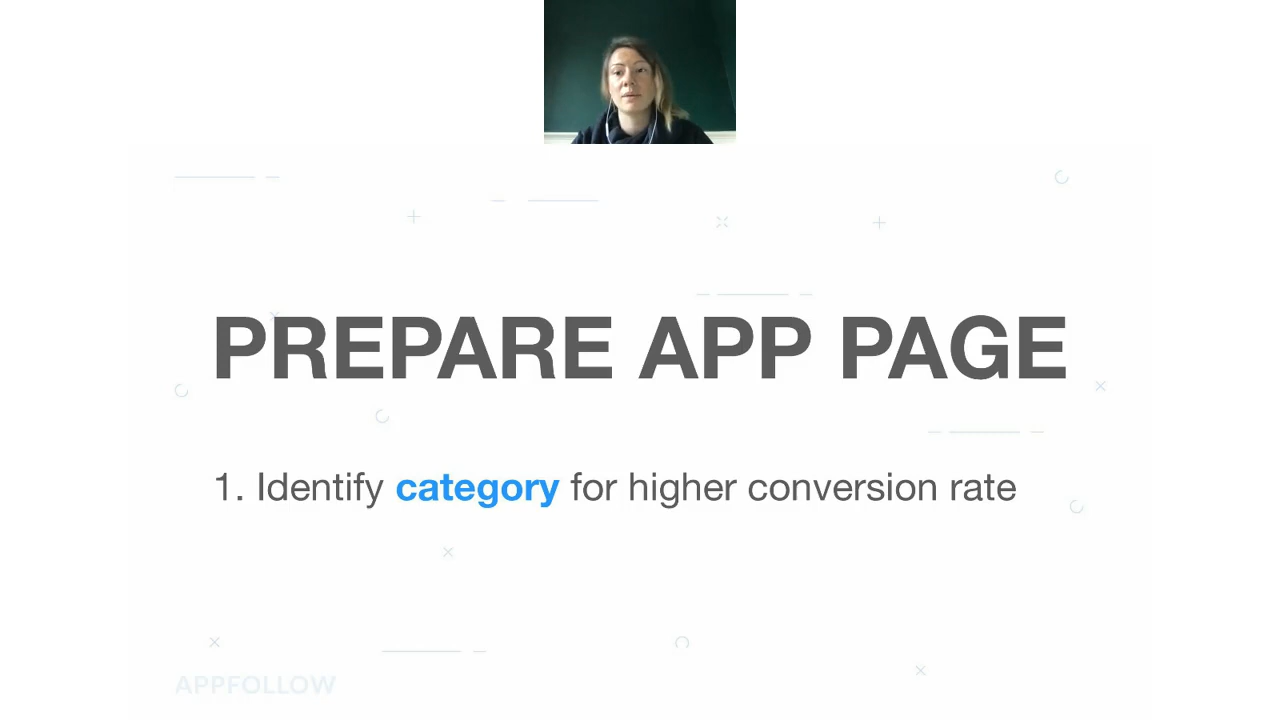 PREPARE APP PAGE
1. Identify category for higher conversion rate
APPFOLLOW